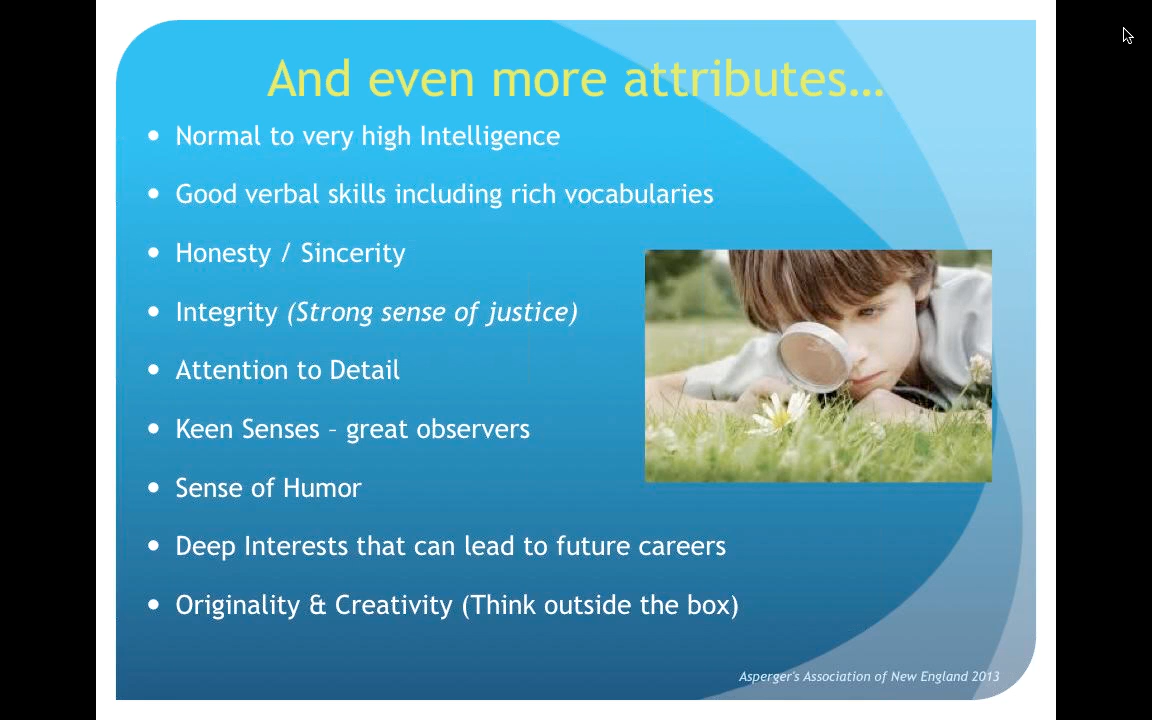 And even more attributes…
• Normal to very high Intelligence
• Good verbal skills including rich vocabularies
• Honesty / Sincerity
• Integrity (Strong sense of justice)
• Attention to Detail
• Keen Senses – great observers
• Sense of Humor
• Deep Interests that can lead to future careers
• Originality & Creativity (Think outside the box)
Asperger's Association of New England 2013